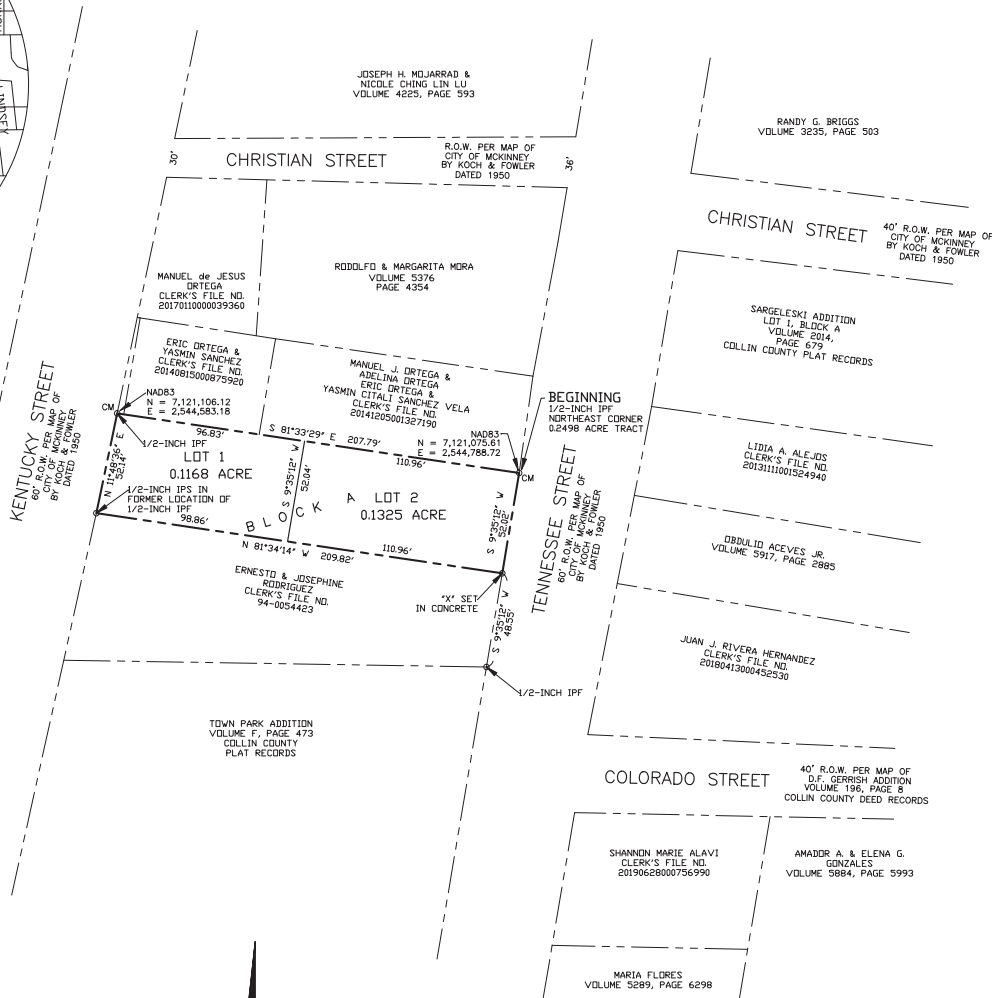 LINDSEY
JOSEPH H. MOJARRAD &
NICOLE CHING LIN LU
VOLUME 4225, PAGE 593
RANDY G. BRIGGS
VOLUME 3235, PAGE 503
30'
CHRISTIAN STREET
R.O.W. PER MAP OF
CITY OF MCKINNEY
BY KOCH & FOWLER
DATED 1950
36'
CHRISTIAN STREET
40' R.O.W. PER MAP OF
CITY OF MCKINNEY
BY KOCH & FOWLER
DATED 1950
MANUEL de JESUS
ORTEGA
CLERK'S FILE NO.
20170110000039360
RODOLFO & MARGARITA MORA
VOLUME 5376
PAGE 4354
SARGELESKI ADDITION
LOT 1, BLOCK A
VOLUME 2014,
PAGE 679
COLLIN COUNTY PLAT RECORDS
ERIC ORTEGA &
YASMIN SANCHEZ
CLERK'S FILE NO.
20140815000875920
MANUEL J. ORTEGA &
ADELINA ORTEGA
ERIC ORTEGA &
YASMIN CITALI SANCHEZ VELA
CLERK'S FILE NO.
20141205001327190
KENTUCKY STREET
60' R.O.W. PER MAP OF
CITY OF MCKINNEY
BY KOCH & FOWLER
DATED 1950
CM
NAD83
N = 7,121,106.12
E = 2,544,583.18
1/2-INCH IPF
BEGINNING
1/2-INCH IPF
NORTHEAST CORNER
0.2498 ACRE TRACT
NAD83
N = 7,121,075.61
E = 2,544,788.72
CM
S 81°33'29" E 207.79'
96.83'
110.96'
N 11°48'36" E
52.14'
LOT 1
0.1168 ACRE
S 9°35'12" W
52.04'
BLOCK A
LOT 2
0.1325 ACRE
S 9°35'12" W
52.02'
1/2-INCH IPS IN
FORMER LOCATION OF
1/2-INCH IPF
98.86'
N 81°34'14" W 209.82'
110.96'
TENNESSEE STREET
60' R.O.W. PER MAP OF
CITY OF MCKINNEY
BY KOCH & FOWLER
DATED 1950
LIDIA A. ALEJOS
CLERK'S FILE NO.
20131111001524940
OBDULIO ACEVES JR.
VOLUME 5917, PAGE 2885
ERNESTO & JOSEPHINE
RODRIGUEZ
CLERK'S FILE NO.
94-0054423
"X" SET
IN CONCRETE
S 9°35'12" W
48.55'
1/2-INCH IPF
JUAN J. RIVERA HERNANDEZ
CLERK'S FILE NO.
20180413000452530
TOWN PARK ADDITION
VOLUME F, PAGE 473
COLLIN COUNTY
PLAT RECORDS
COLORADO STREET
40' R.O.W. PER MAP OF
D.F. GERRISH ADDITION
VOLUME 196, PAGE 8
COLLIN COUNTY DEED RECORDS
SHANNON MARIE ALAVI
CLERK'S FILE NO.
20190628000756990
AMADOR A. & ELENA G.
GONZALES
VOLUME 5884, PAGE 5993
MARIA FLORES
VOLUME 5289, PAGE 6298